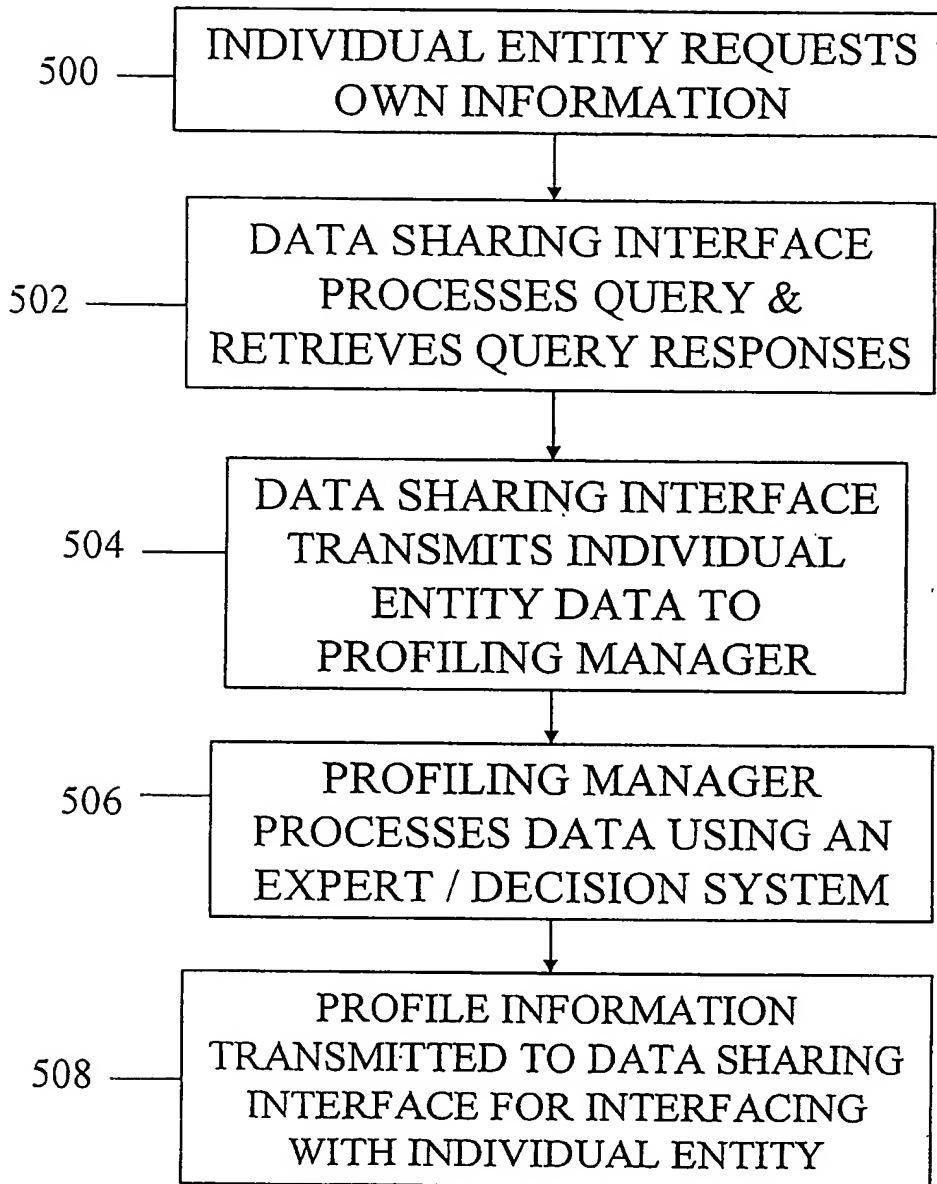 500
INDIVIDUAL ENTITY REQUESTS
OWN INFORMATION
502
DATA SHARING INTERFACE
PROCESSES QUERY &
RETRIEVES QUERY RESPONSES
504
DATA SHARING INTERFACE
TRANSMITS INDIVIDUAL
ENTITY DATA TO
PROFILING MANAGER
506
PROFILING MANAGER
PROCESSES DATA USING AN
EXPERT / DECISION SYSTEM
508
PROFILE INFORMATION
TRANSMITTED TO DATA SHARING
INTERFACE FOR INTERFACING
WITH INDIVIDUAL ENTITY